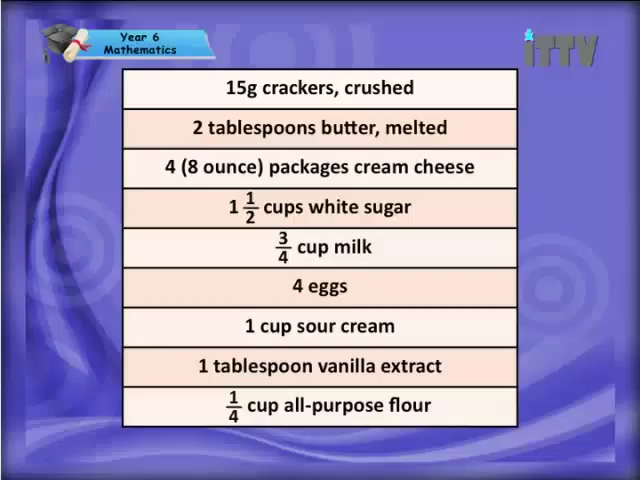 Year 6
Mathematics
iTTV
15g crackers, crushed
2 tablespoons butter, melted
4 (8 ounce) packages cream cheese
1 1/2 cups white sugar
3/4 cup milk
4 eggs
1 cup sour cream
1 tablespoon vanilla extract
1/4 cup all-purpose flour